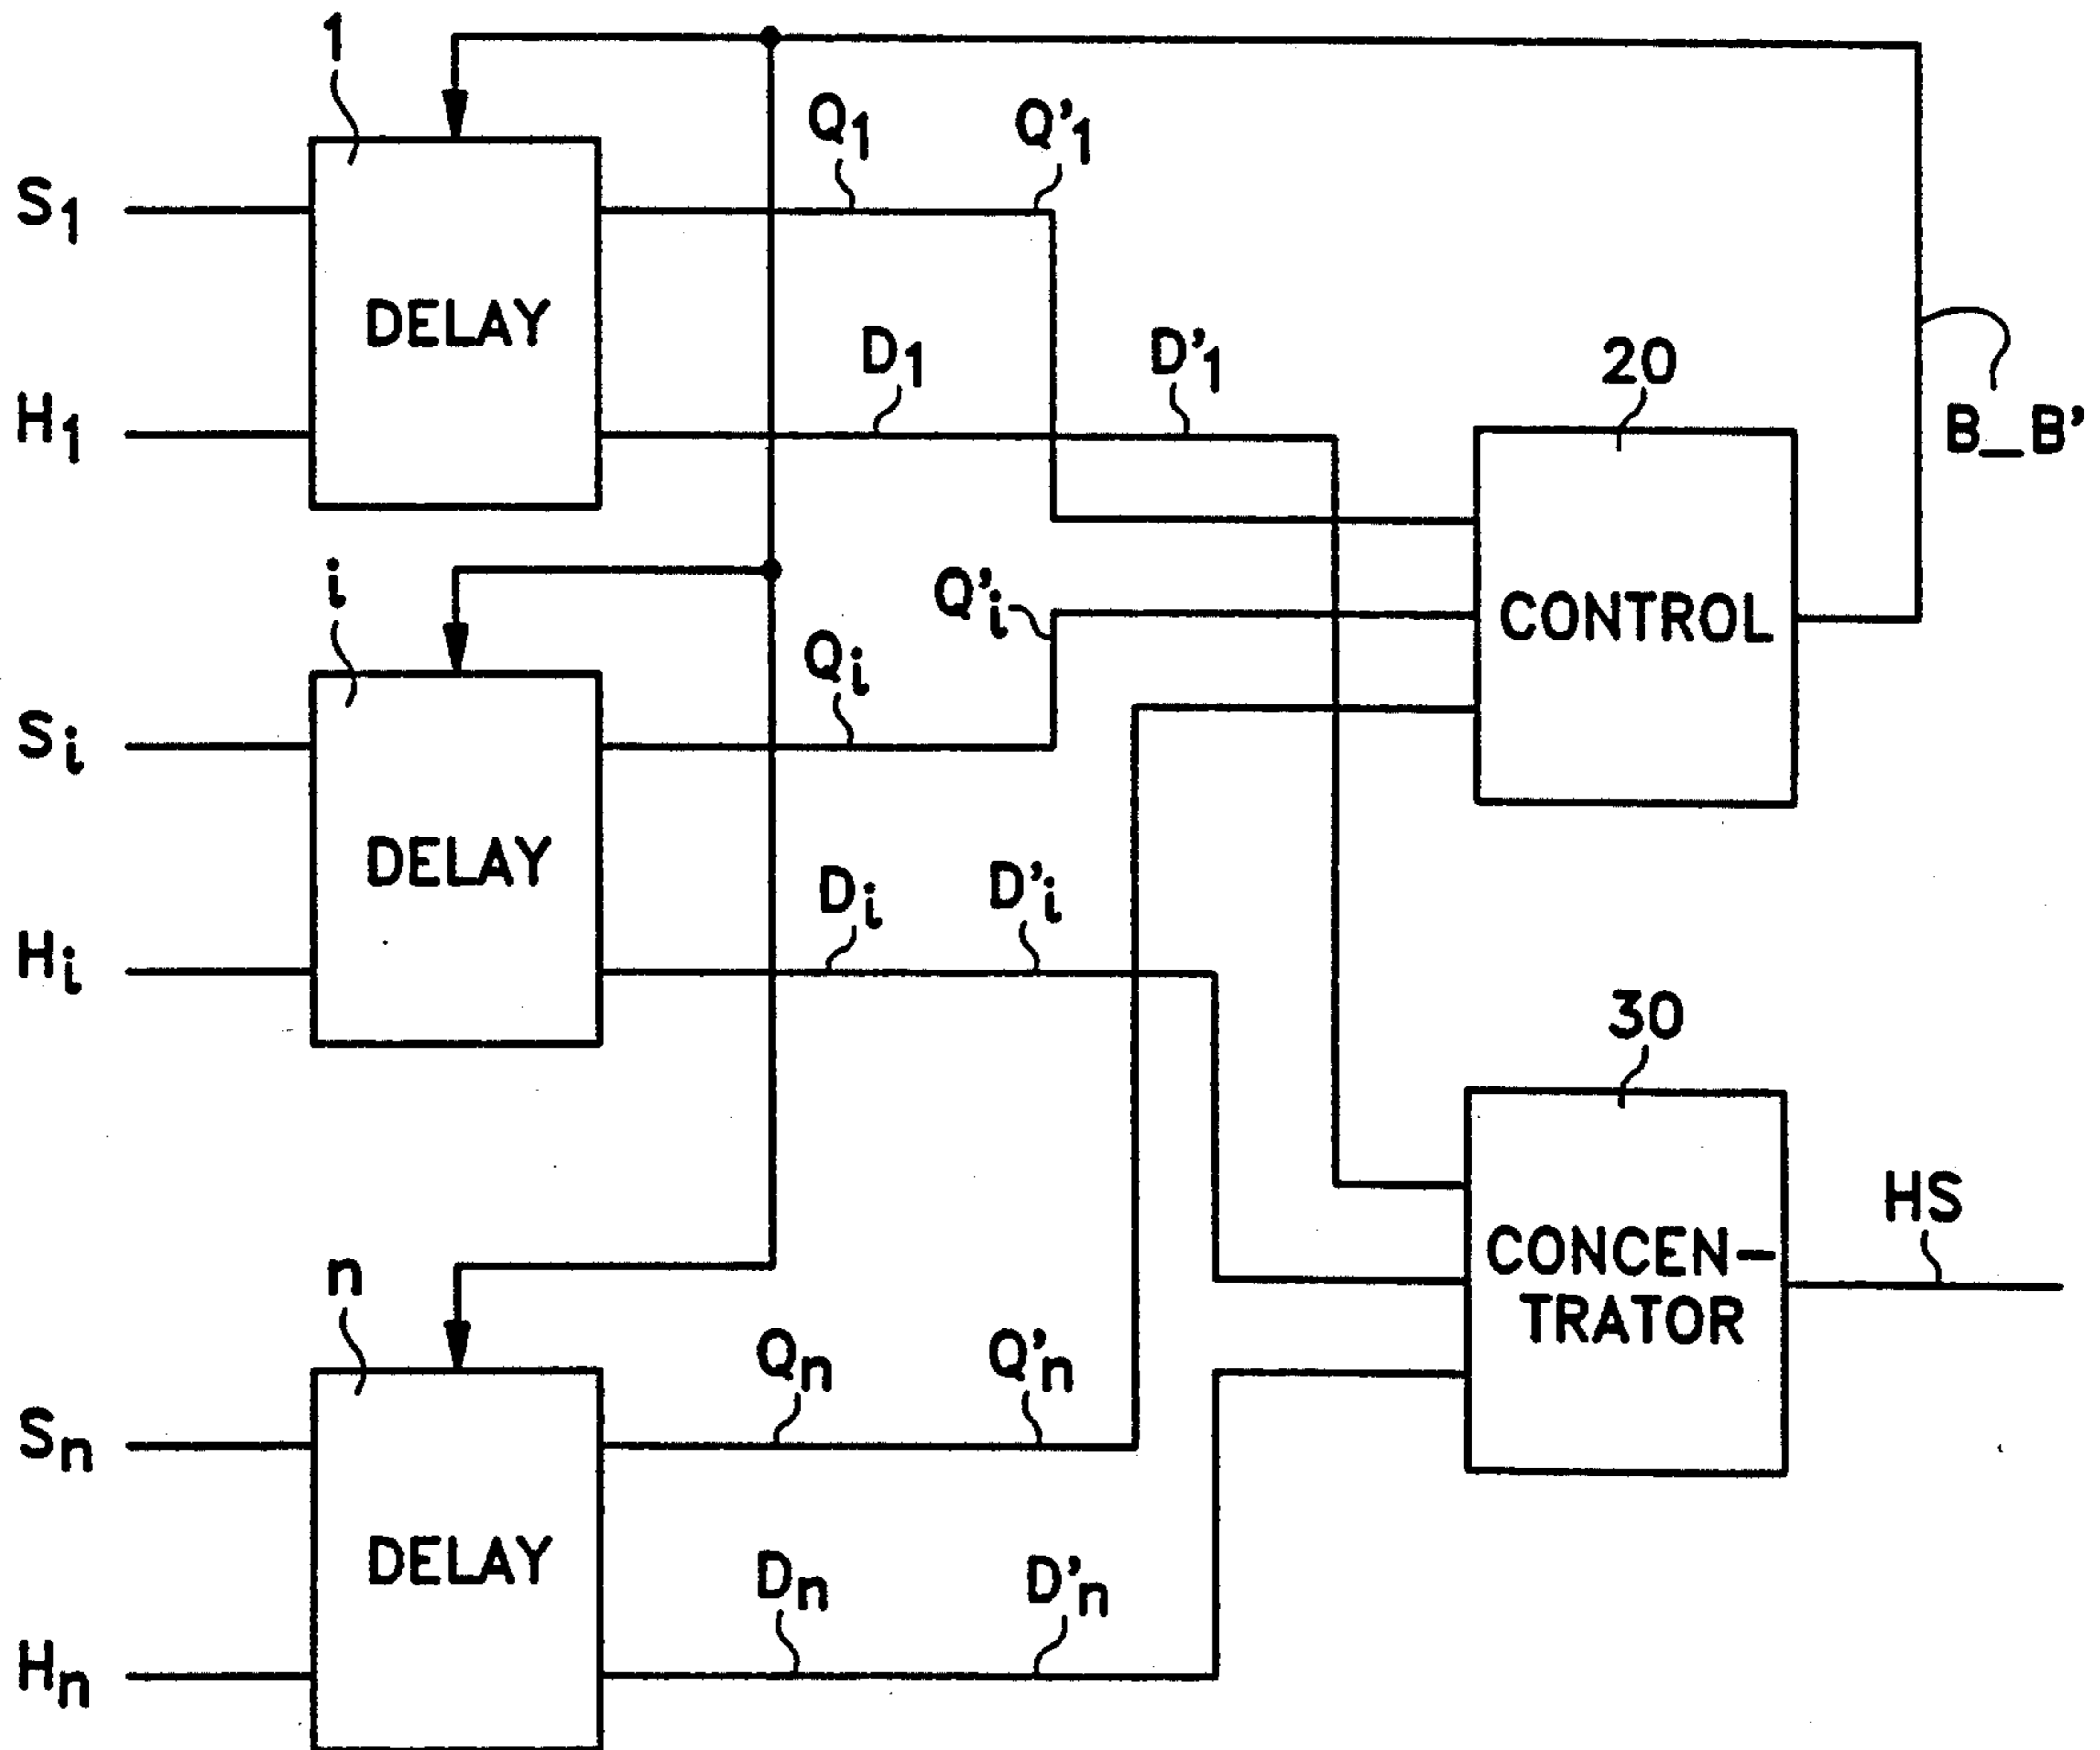 1
Q₁
Q'₁
S₁
DELAY
D₁
D'₁
20
H₁
B_B'
i
Q'ᵢ
CONTROL
Qᵢ
Sᵢ
DELAY
Dᵢ
D'ᵢ
Hᵢ
30
HS
CONCEN-
TRATOR
n
Qₙ
Q'ₙ
Sₙ
DELAY
Dₙ
D'ₙ
Hₙ